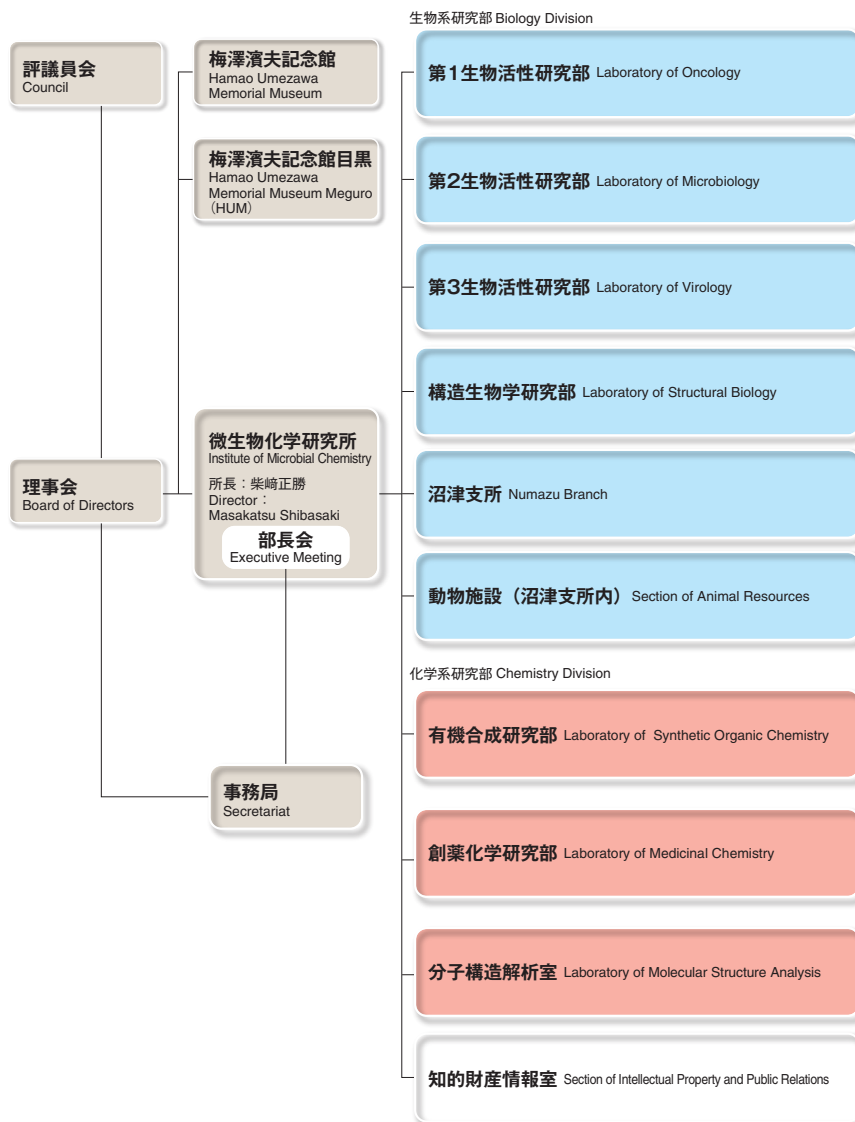 評議員会
Council
理事会
Board of Directors
梅澤濱夫記念館
Hamao Umezawa
Memorial Museum
梅澤濱夫記念館目黒
Hamao Umezawa
Memorial Museum Meguro
（HUM）
微生物化学研究所
Institute of Microbial Chemistry
所長：柴﨑正勝
Director：
Masakatsu Shibasaki
部長会
Executive Meeting
事務局
Secretariat
生物系研究部 Biology Division
第1生物活性研究部 Laboratory of Oncology
第2生物活性研究部 Laboratory of Microbiology
第3生物活性研究部 Laboratory of Virology
構造生物学研究部 Laboratory of Structural Biology
沼津支所 Numazu Branch
動物施設（沼津支所内） Section of Animal Resources
化学系研究部 Chemistry Division
有機合成研究部 Laboratory of Synthetic Organic Chemistry
創薬化学研究部 Laboratory of Medicinal Chemistry
分子構造解析室 Laboratory of Molecular Structure Analysis
知的財産情報室 Section of Intellectual Property and Public Relations